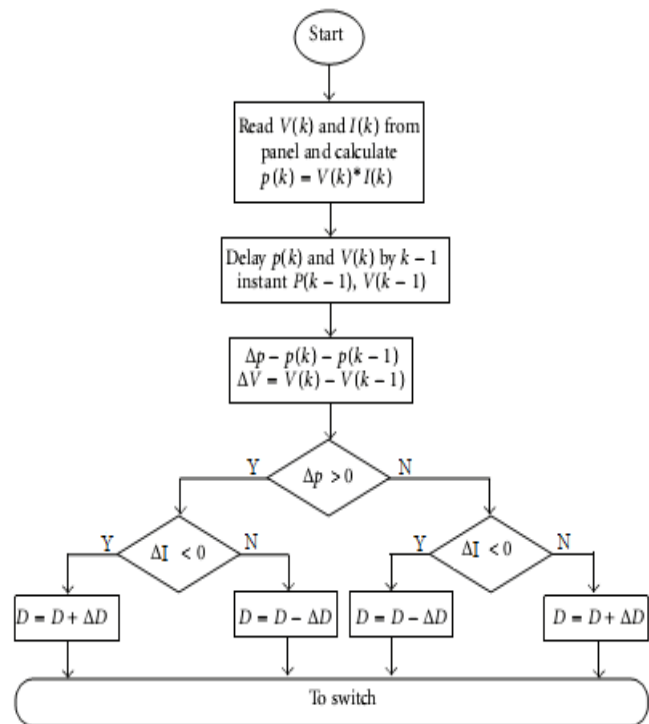 Start
Read V(k) and I(k) from
panel and calculate
p(k) = V(k)* I(k)
Delay p(k) and V(k) by k − 1
instant P(k − 1), V(k − 1)
Δp − p(k) − p(k − 1)
ΔV = V(k) − V(k − 1)
Y
Δp > 0
N
Y
ΔI < 0
N
Y
ΔI < 0
N
D = D + ΔD
D = D − ΔD
D = D − ΔD
D = D + ΔD
To switch